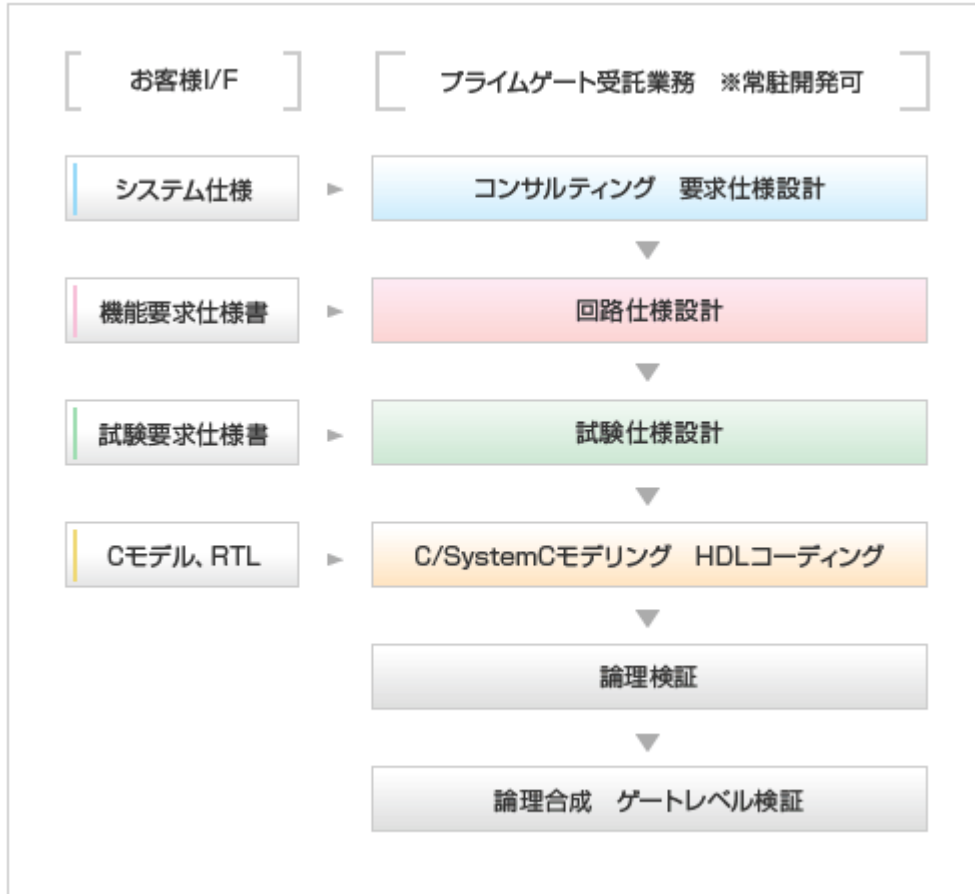 お客様I/F
プライムゲート受託業務　※常駐開発可
システム仕様
コンサルティング　要求仕様設計
機能要求仕様書
回路仕様設計
試験要求仕様書
試験仕様設計
Cモデル、RTL
C/SystemCモデリング　HDLコーディング
論理検証
論理合成　ゲートレベル検証